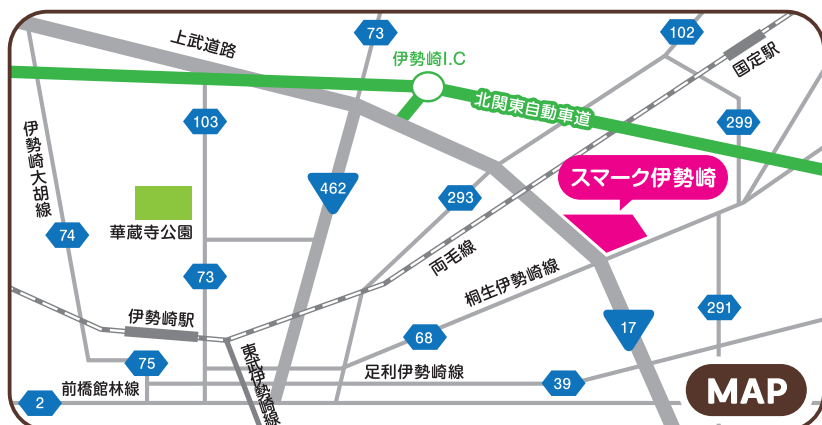 上武道路
73
伊勢崎I.C
102
国定駅
北関東自動車道
103
299
伊勢崎大胡線
462
スマーク伊勢崎
293
74
華蔵寺公園
両毛線
73
桐生伊勢崎線
291
伊勢崎駅
17
68
東武伊勢崎線
75
足利伊勢崎線
39
前橋館林線
2
MAP